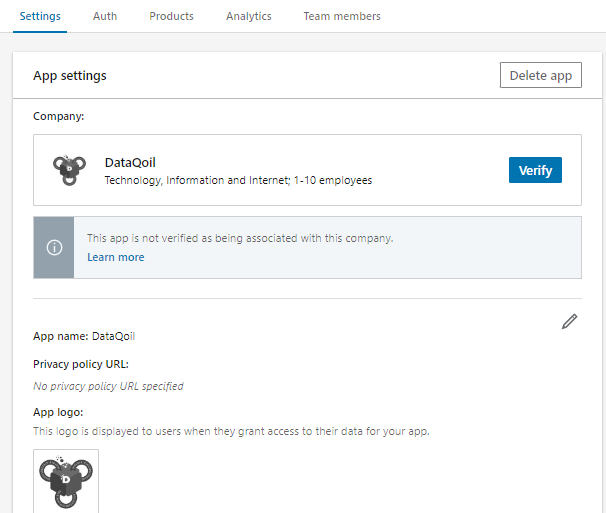 Settings Auth Products Analytics Team members
App settings Delete app
Company:
DataQoil
Technology, Information and Internet; 1-10 employees
Verify
This app is not verified as being associated with this company.
Learn more
App name: DataQoil
Privacy policy URL:
No privacy policy URL specified
App logo:
This logo is displayed to users when they grant access to their data for your app.
D